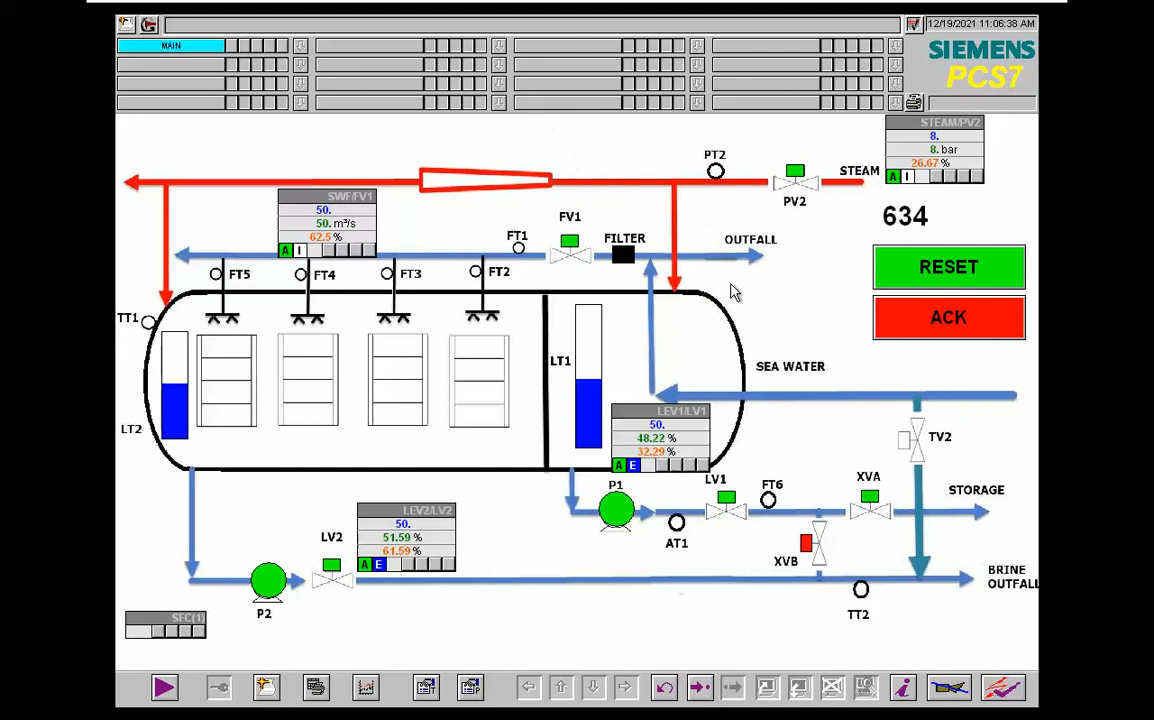 12/19/2021 11:06:38 AM
MAIN
SIEMENS
PCS7
STEAM/PV2
8.
8. bar
26.67 %
A I
PT2
STEAM
PV2
634
SWF/FV1
50.
50. m³/s
62.5 %
A I
FV1
FT1
FILTER
OUTFALL
RESET
FT5
FT4
FT3
FT2
ACK
TT1
LT1
SEA WATER
LT2
LEV1/LV1
50.
48.22 %
32.29 %
A E
TV2
P1
LV1
FT6
XVA
STORAGE
AT1
XVB
LEV2/LV2
50.
51.59 %
61.59 %
A E
LV2
BRINE
OUTFALL
P2
TT2
SFC(1)